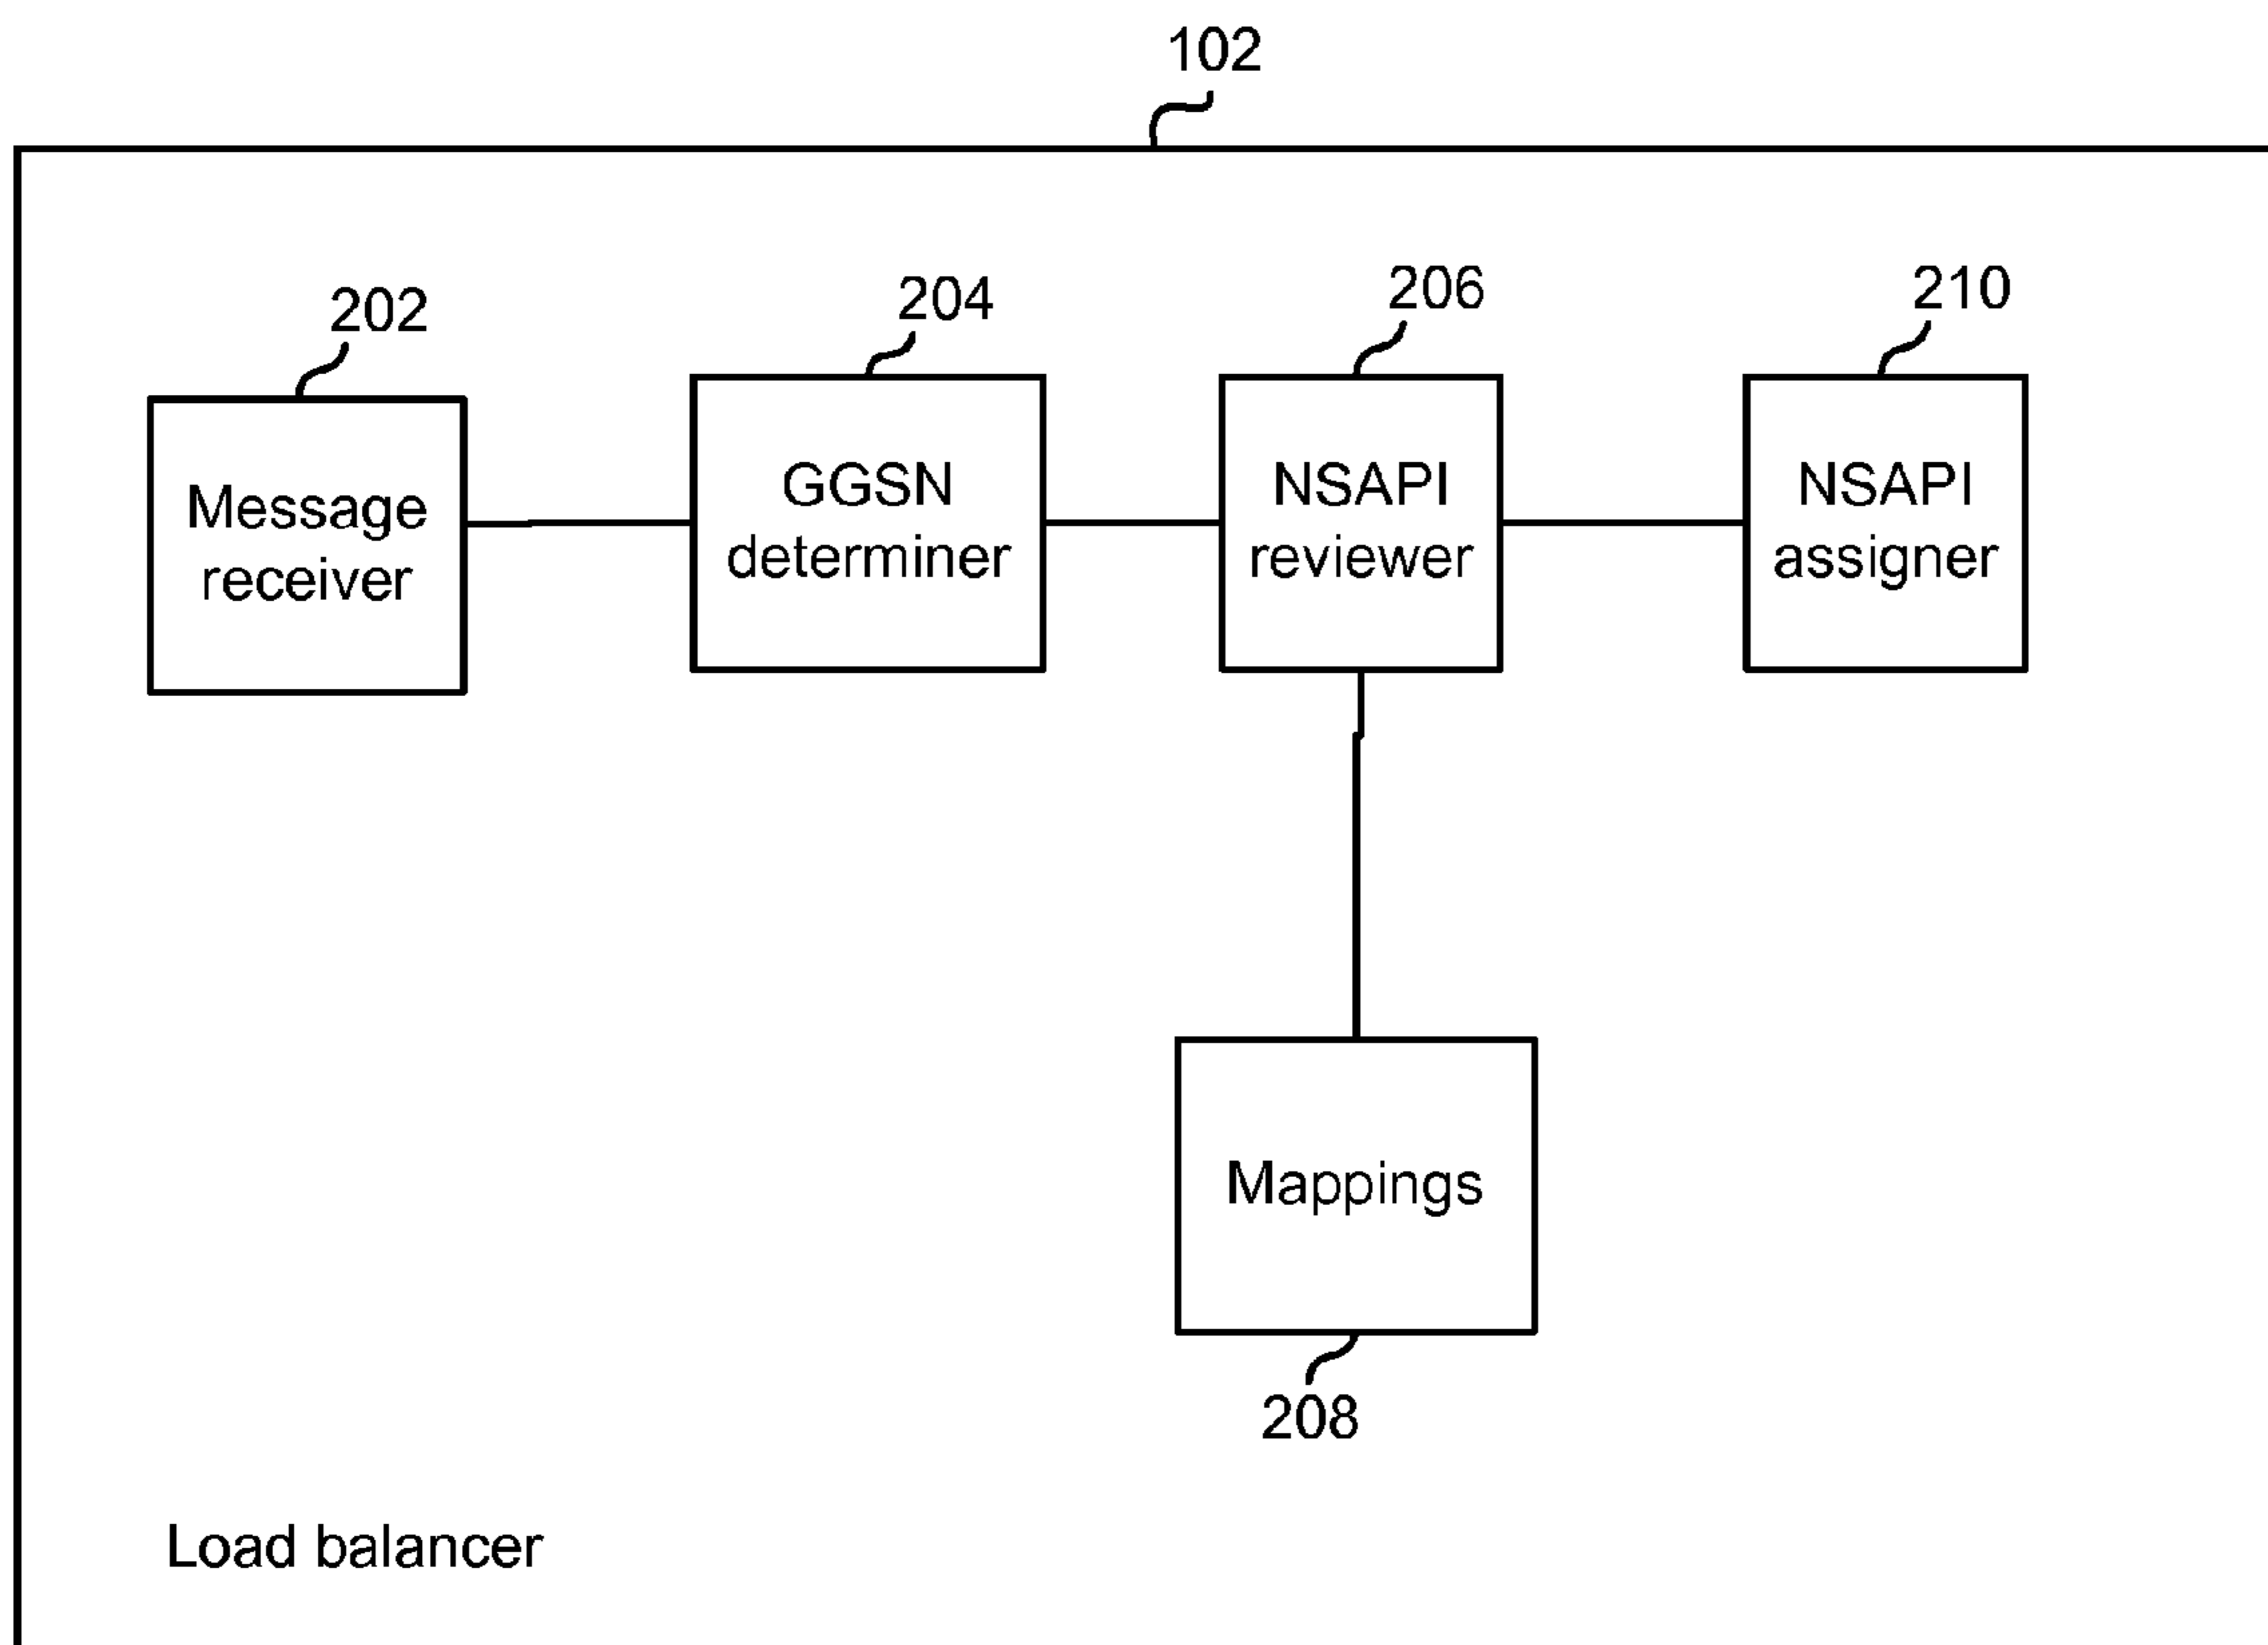 102
202
204
206
210
Message
receiver
GGSN
determiner
NSAPI
reviewer
NSAPI
assigner
Mappings
208
Load balancer